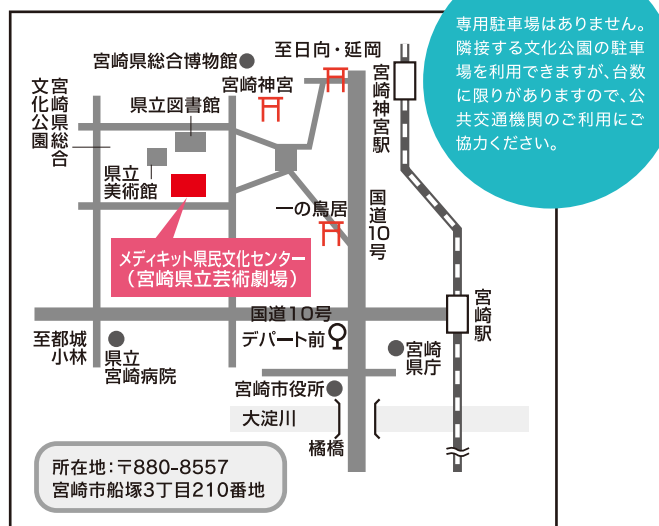 専用駐車場はありません。
隣接する文化公園の駐車
場を利用できますが、台数
に限りがありますので、公
共交通機関のご利用にご
協力ください。
宮崎県総合博物館
至日向・延岡
宮崎神宮
宮崎神宮駅
宮崎県総合
文化公園
県立図書館
県立
美術館
一の鳥居
国道10号
メディキット県民文化センター
（宮崎県立芸術劇場）
国道10号
宮崎駅
至都城
小林
県立
宮崎病院
デパート前
宮崎
県庁
宮崎市役所
大淀川
橘橋
所在地：〒880-8557
宮崎市船塚3丁目210番地